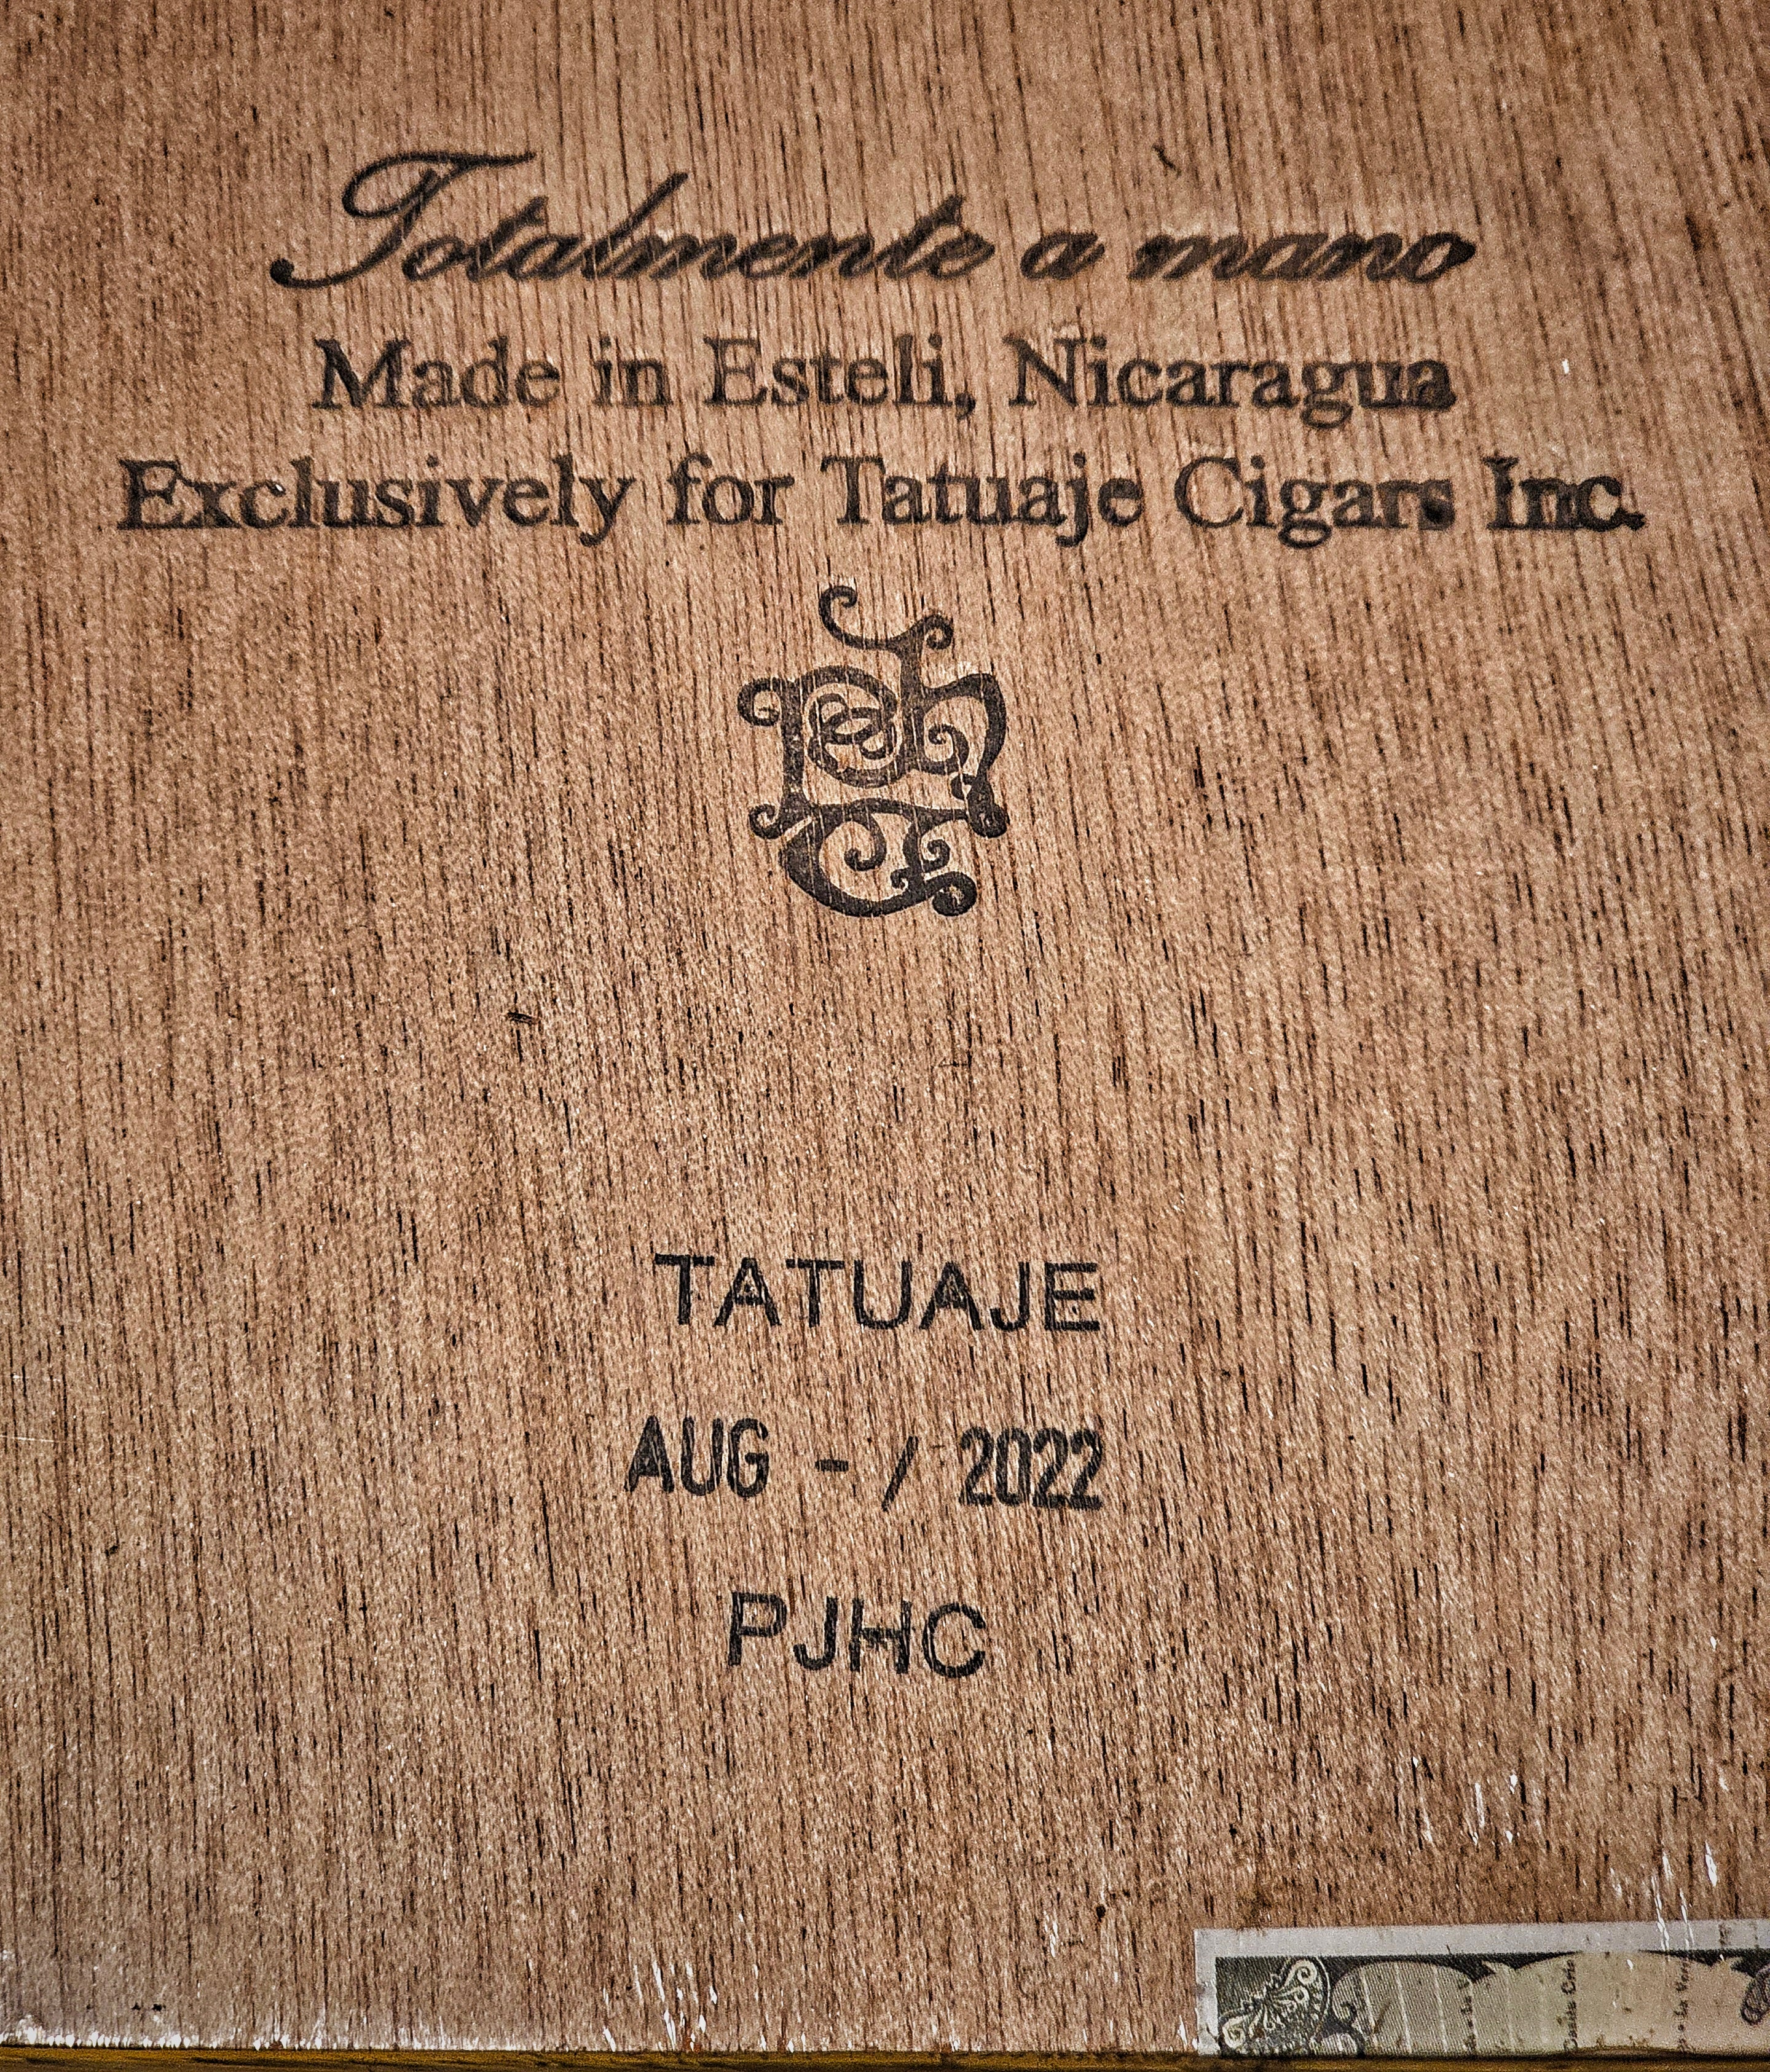 Totalmente a mano
Made in Esteli, Nicaragua
Exclusively for Tatuaje Cigars Inc.
TATUAJE
AUG - / 2022
PJHC